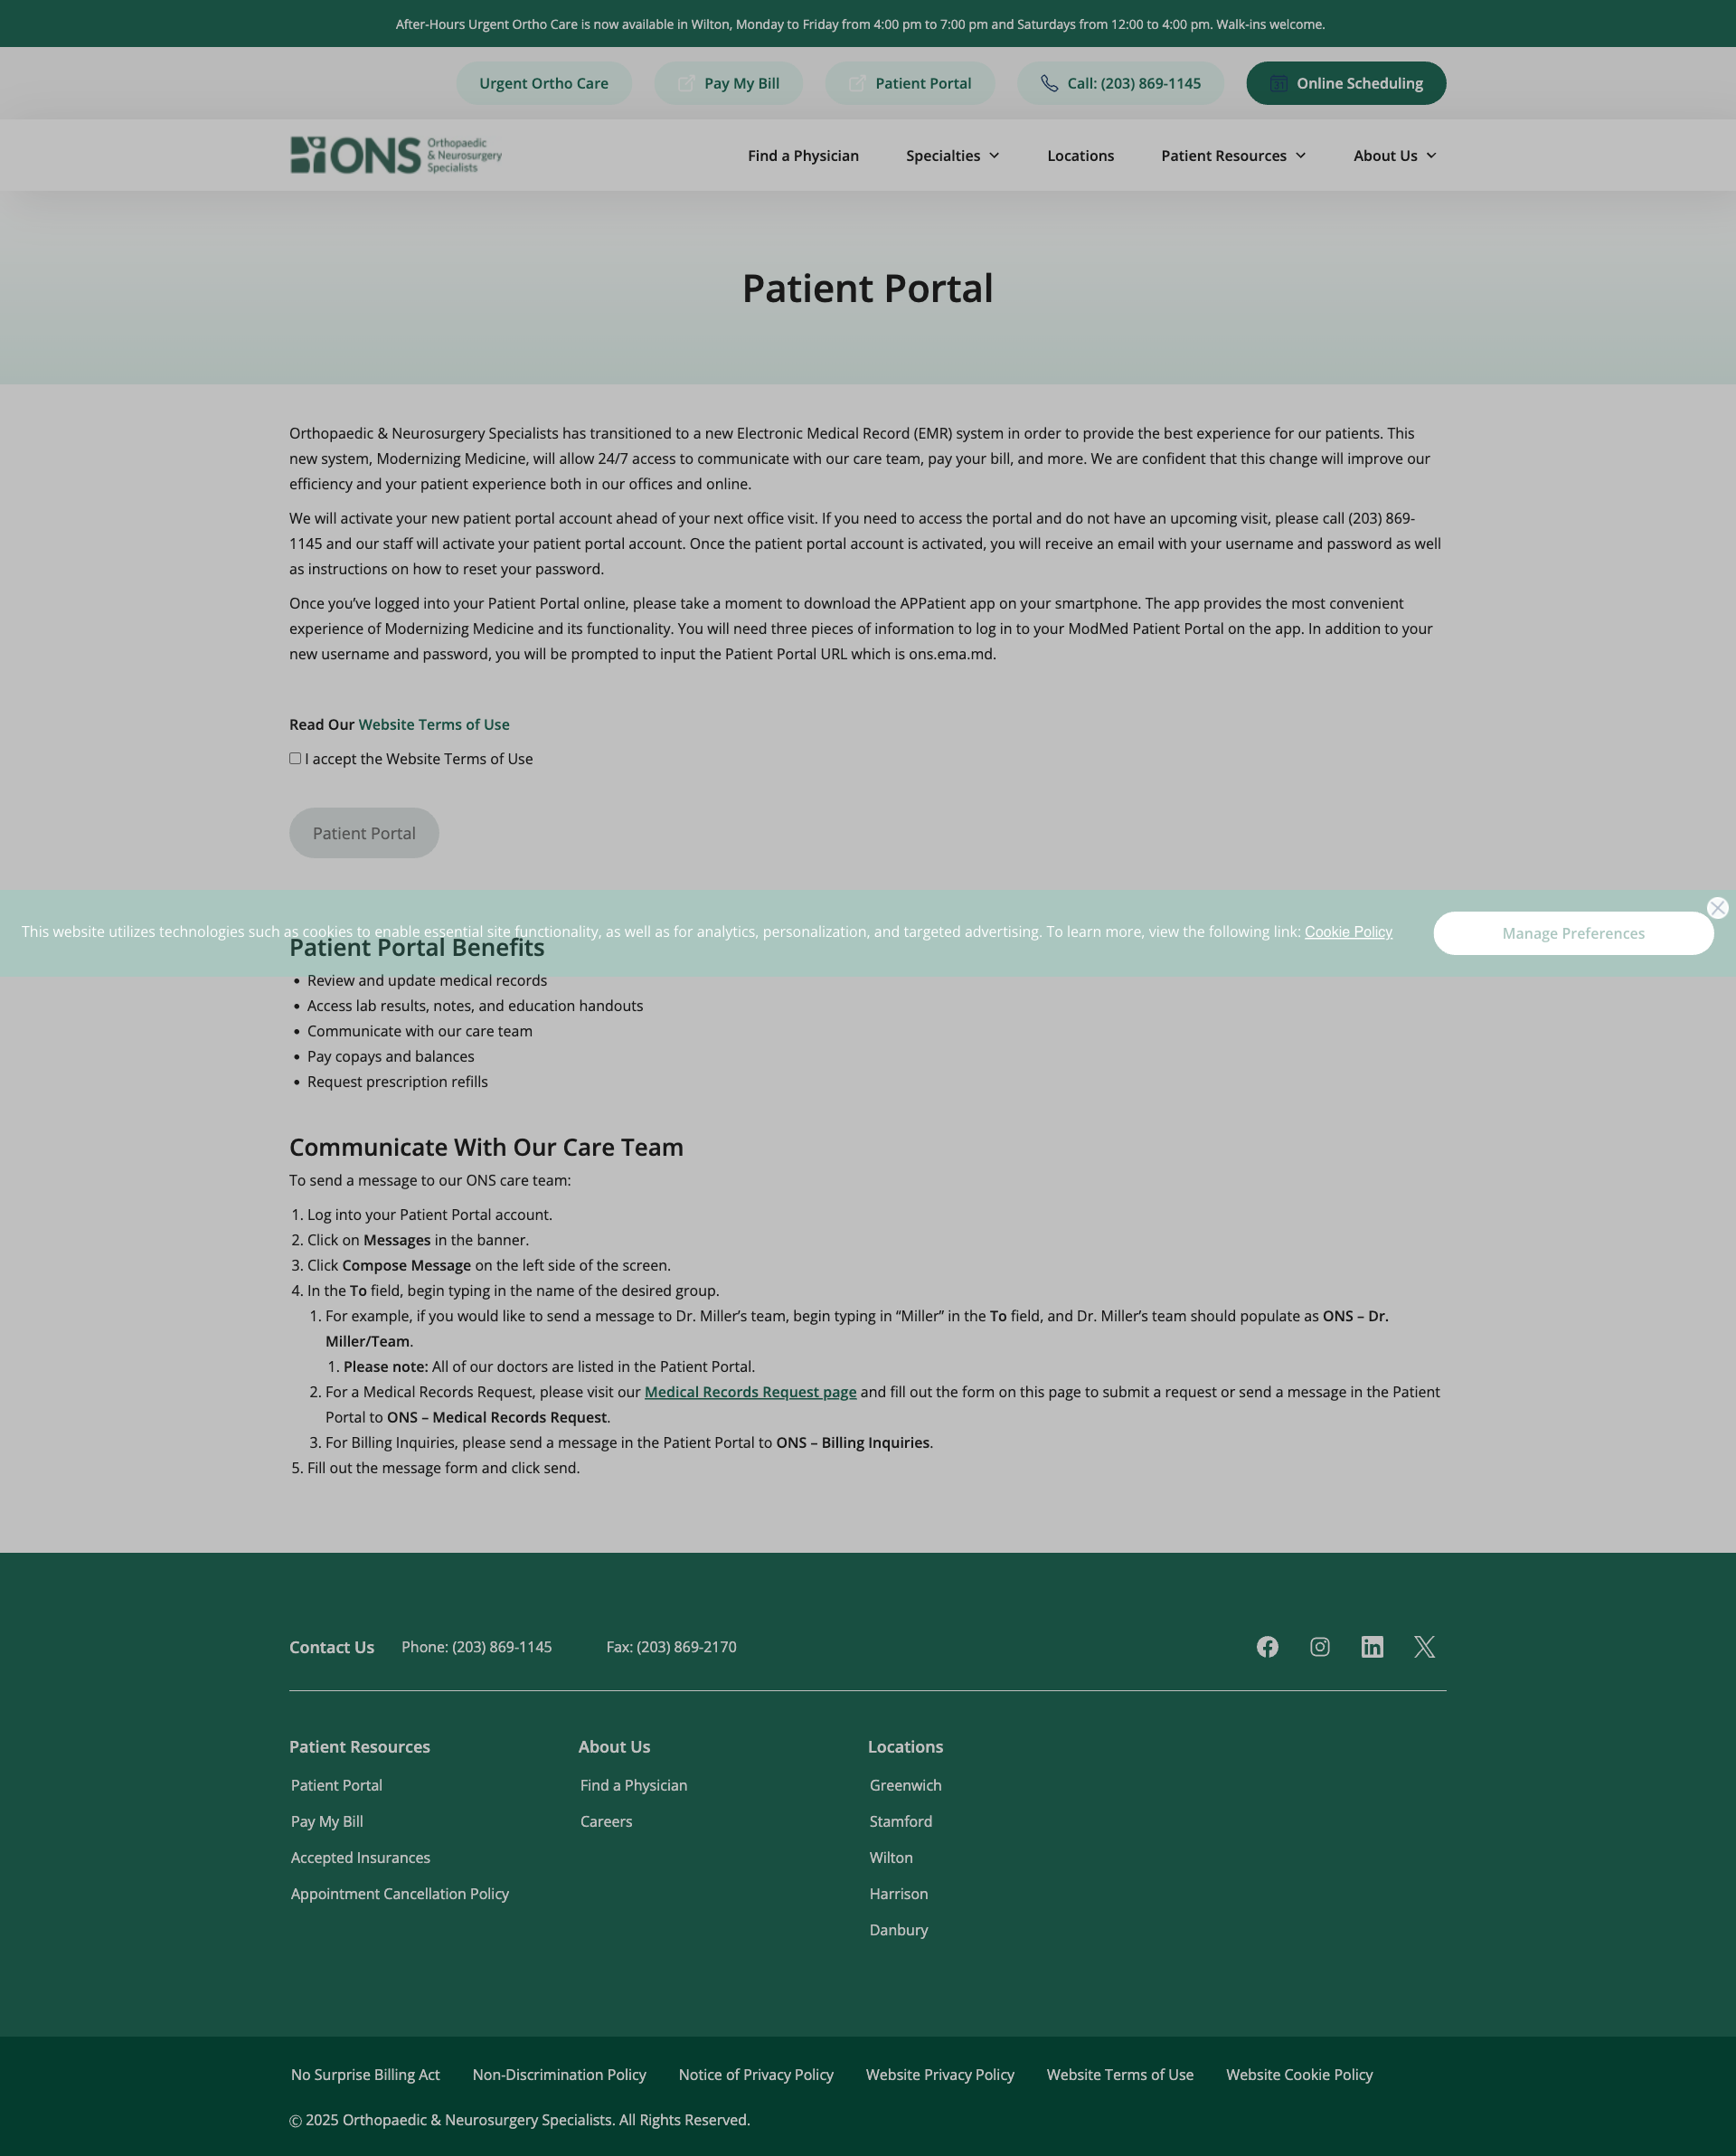 After-Hours Urgent Ortho Care is now available in Wilton, Monday to Friday from 4:00 pm to 7:00 pm and Saturdays from 12:00 to 4:00 pm. Walk-ins welcome.
Urgent Ortho Care
Pay My Bill
Patient Portal
Call: (203) 869-1145
31
Online Scheduling
ONS
Orthopaedic
& Neurosurgery
Specialists
Find a Physician
Specialties
Locations
Patient Resources
About Us
Patient Portal
Orthopaedic & Neurosurgery Specialists has transitioned to a new Electronic Medical Record (EMR) system in order to provide the best experience for our patients. This
new system, Modernizing Medicine, will allow 24/7 access to communicate with our care team, pay your bill, and more. We are confident that this change will improve our
efficiency and your patient experience both in our offices and online.
We will activate your new patient portal account ahead of your next office visit. If you need to access the portal and do not have an upcoming visit, please call (203) 869-
1145 and our staff will activate your patient portal account. Once the patient portal account is activated, you will receive an email with your username and password as well
as instructions on how to reset your password.
Once you’ve logged into your Patient Portal online, please take a moment to download the APPatient app on your smartphone. The app provides the most convenient
experience of Modernizing Medicine and its functionality. You will need three pieces of information to log in to your ModMed Patient Portal on the app. In addition to your
new username and password, you will be prompted to input the Patient Portal URL which is ons.ema.md.
Read Our Website Terms of Use
I accept the Website Terms of Use
Patient Portal
This website utilizes technologies such as cookies to enable essential site functionality, as well as for analytics, personalization, and targeted advertising. To learn more, view the following link: Cookie Policy
Manage Preferences
Patient Portal Benefits
• Review and update medical records
• Access lab results, notes, and education handouts
• Communicate with our care team
• Pay copays and balances
• Request prescription refills
Communicate With Our Care Team
To send a message to our ONS care team:
1. Log into your Patient Portal account.
2. Click on Messages in the banner.
3. Click Compose Message on the left side of the screen.
4. In the To field, begin typing in the name of the desired group.
1. For example, if you would like to send a message to Dr. Miller’s team, begin typing in “Miller” in the To field, and Dr. Miller’s team should populate as ONS – Dr.
Miller/Team.
1. Please note: All of our doctors are listed in the Patient Portal.
2. For a Medical Records Request, please visit our Medical Records Request page and fill out the form on this page to submit a request or send a message in the Patient
Portal to ONS – Medical Records Request.
3. For Billing Inquiries, please send a message in the Patient Portal to ONS – Billing Inquiries.
5. Fill out the message form and click send.
Contact Us
Phone: (203) 869-1145
Fax: (203) 869-2170
Patient Resources
Patient Portal
Pay My Bill
Accepted Insurances
Appointment Cancellation Policy
About Us
Find a Physician
Careers
Locations
Greenwich
Stamford
Wilton
Harrison
Danbury
No Surprise Billing Act
Non-Discrimination Policy
Notice of Privacy Policy
Website Privacy Policy
Website Terms of Use
Website Cookie Policy
© 2025 Orthopaedic & Neurosurgery Specialists. All Rights Reserved.